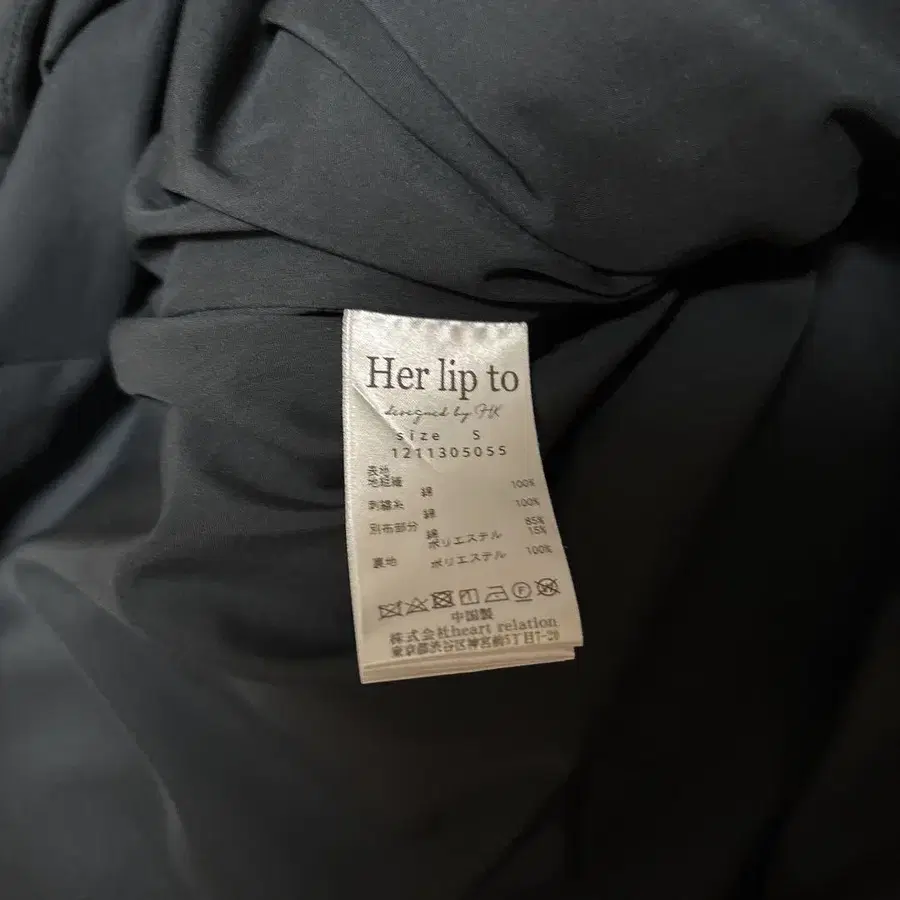 Her lip to
designed by HK
size S
1211305055
表地
地組織 綿 100%
刺繍糸 綿 100%
別布部分 綿 85%
ポリエステル 15%
裏地 ポリエステル 100%
中国製
株式会社heart relation
東京都渋谷区神宮前5丁目7-20